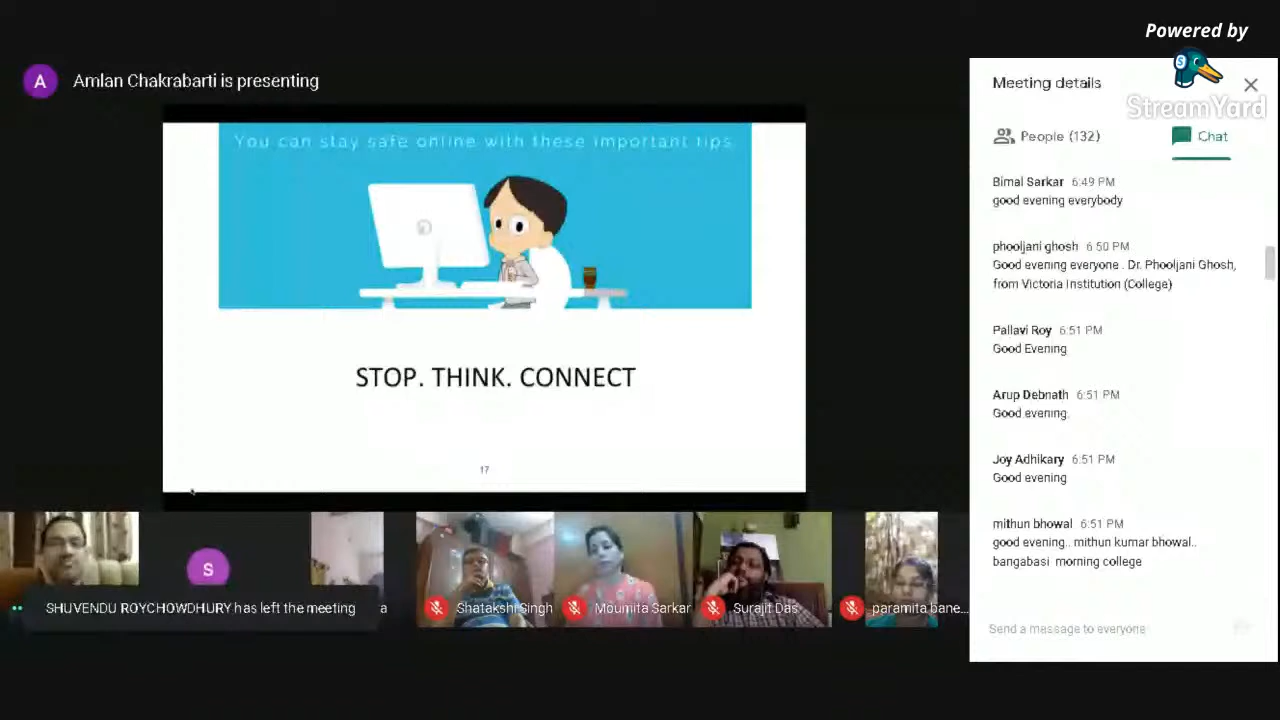 Powered by
StreamYard
A
Amlan Chakrabarti is presenting
You can stay safe online with these important tips
STOP. THINK. CONNECT
17
S
SHUVENDU ROYCHOWDHURY has left the meeting
a
Shatakshi Singh
Moumita Sarkar
Surajit Das
paramita bane...
Meeting details
People (132)
Chat
Bimal Sarkar 6:49 PM
good evening everybody
phooljani ghosh 6:50 PM
Good evening everyone . Dr. Phooljani Ghosh,
from Victoria Institution (College)
Pallavi Roy 6:51 PM
Good Evening
Arup Debnath 6:51 PM
Good evening.
Joy Adhikary 6:51 PM
Good evening
mithun bhowal 6:51 PM
good evening.. mithun kumar bhowal..
bangabasi morning college
Send a message to everyone